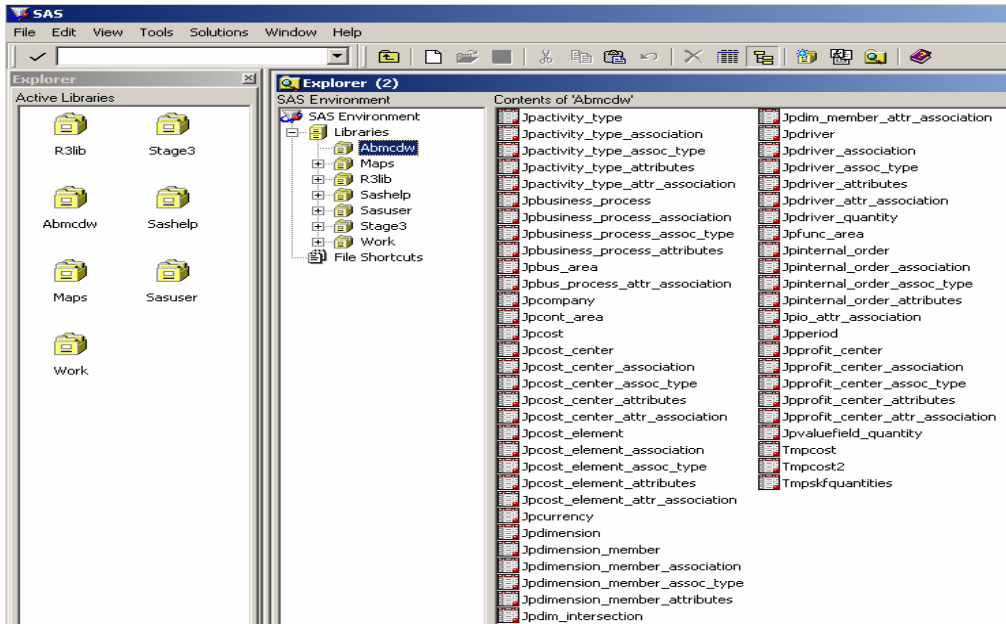 SAS
File Edit View Tools Solutions Window Help
Explorer
Active Libraries
R3lib Stage3
Abmcdw Sashelp
Maps Sasuser
Work
Explorer (2)
SAS Environment
SAS Environment
Libraries
Abmcdw
Maps
R3lib
Sashelp
Sasuser
Stage3
Work
File Shortcuts
Contents of 'Abmcdw'
Jpactivity_type
Jpactivity_type_association
Jpactivity_type_assoc_type
Jpactivity_type_attributes
Jpactivity_type_attr_association
Jpbusiness_process
Jpbusiness_process_association
Jpbusiness_process_assoc_type
Jpbusiness_process_attributes
Jpbus_area
Jpbus_process_attr_association
Jpcompany
Jpcont_area
Jpcost
Jpcost_center
Jpcost_center_association
Jpcost_center_assoc_type
Jpcost_center_attributes
Jpcost_center_attr_association
Jpcost_element
Jpcost_element_association
Jpcost_element_assoc_type
Jpcost_element_attributes
Jpcost_element_attr_association
Jpcurrency
Jpdimension
Jpdimension_member
Jpdimension_member_association
Jpdimension_member_assoc_type
Jpdimension_member_attributes
Jpdim_intersection
Jpdim_member_attr_association
Jpdriver
Jpdriver_association
Jpdriver_assoc_type
Jpdriver_attributes
Jpdriver_attr_association
Jpdriver_quantity
Jpfunc_area
Jpinternal_order
Jpinternal_order_association
Jpinternal_order_assoc_type
Jpinternal_order_attributes
Jpio_attr_association
Jpperiod
Jpprofit_center
Jpprofit_center_association
Jpprofit_center_assoc_type
Jpprofit_center_attributes
Jpprofit_center_attr_association
Jpvaluefield_quantity
Tmpcost
Tmpcost2
Tmpskfquantities